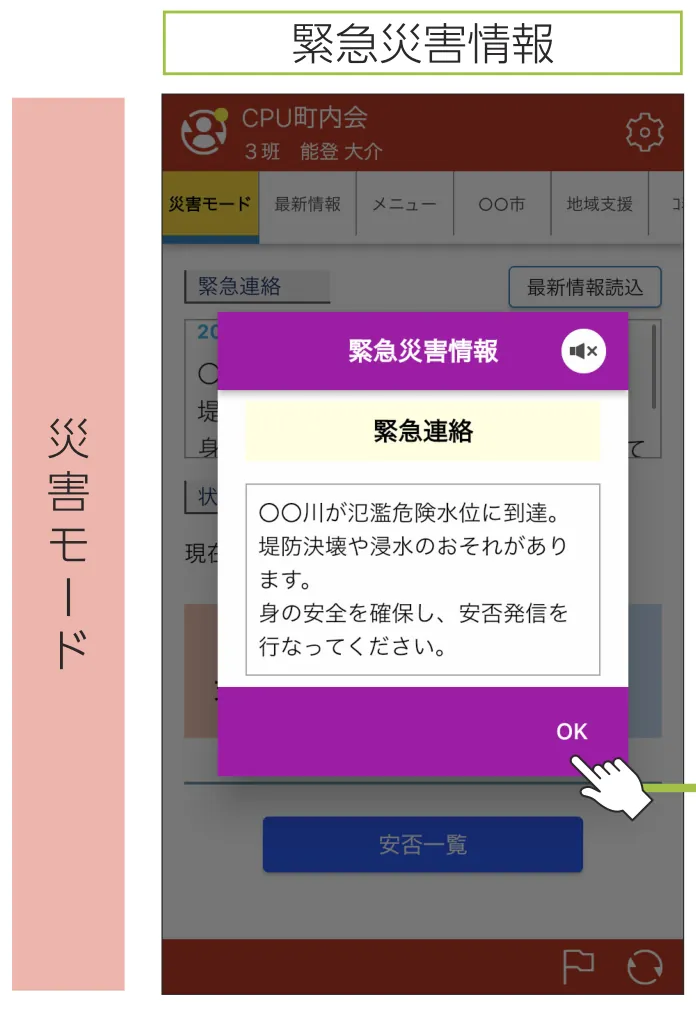 緊急災害情報
災害モード
CPU町内会
3班 能登 大介
災害モード 最新情報 メニュー 〇〇市 地域支援
緊急連絡 最新情報読込
20
〇
堤
身 て
状
現在
緊急災害情報
緊急連絡
〇〇川が氾濫危険水位に到達。
堤防決壊や浸水のおそれがあり
ます。
身の安全を確保し、安否発信を
行なってください。
OK
安否一覧